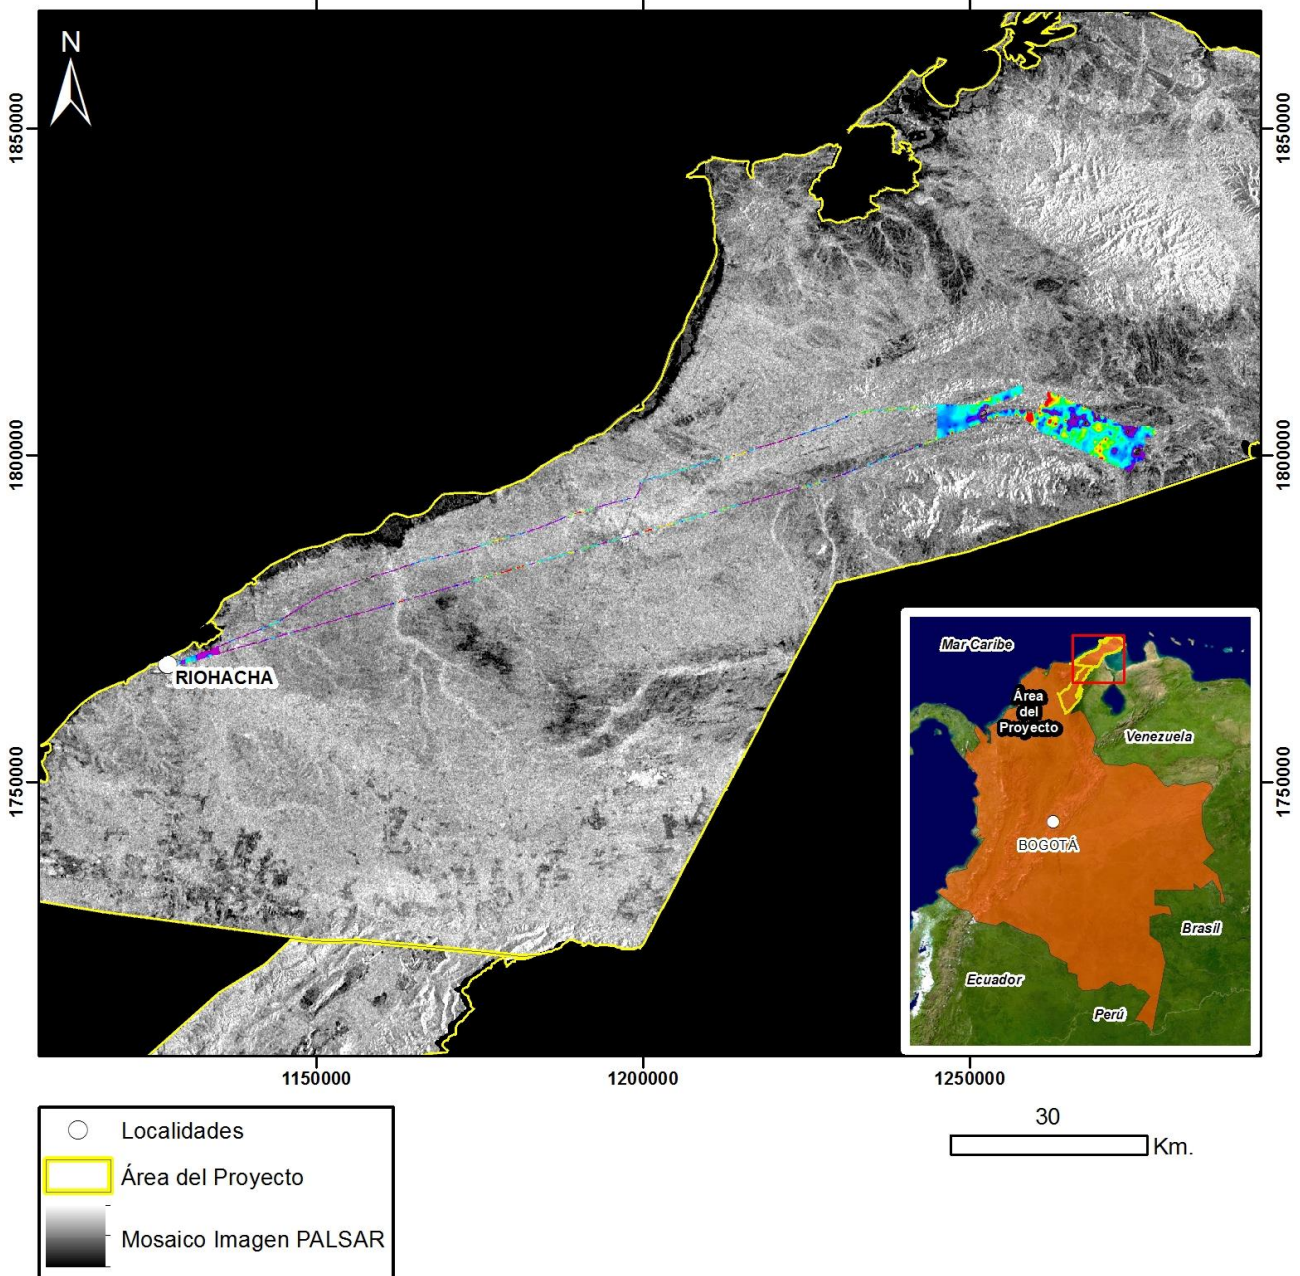 N
1850000
1850000
1800000
1800000
1750000
1750000
RIOHACHA
Mar Caribe
Área
del
Proyecto
Venezuela
BOGOTÁ
Brasil
Ecuador
Perú
1150000
1200000
1250000
30
Km.
Localidades
Área del Proyecto
Mosaico Imagen PALSAR